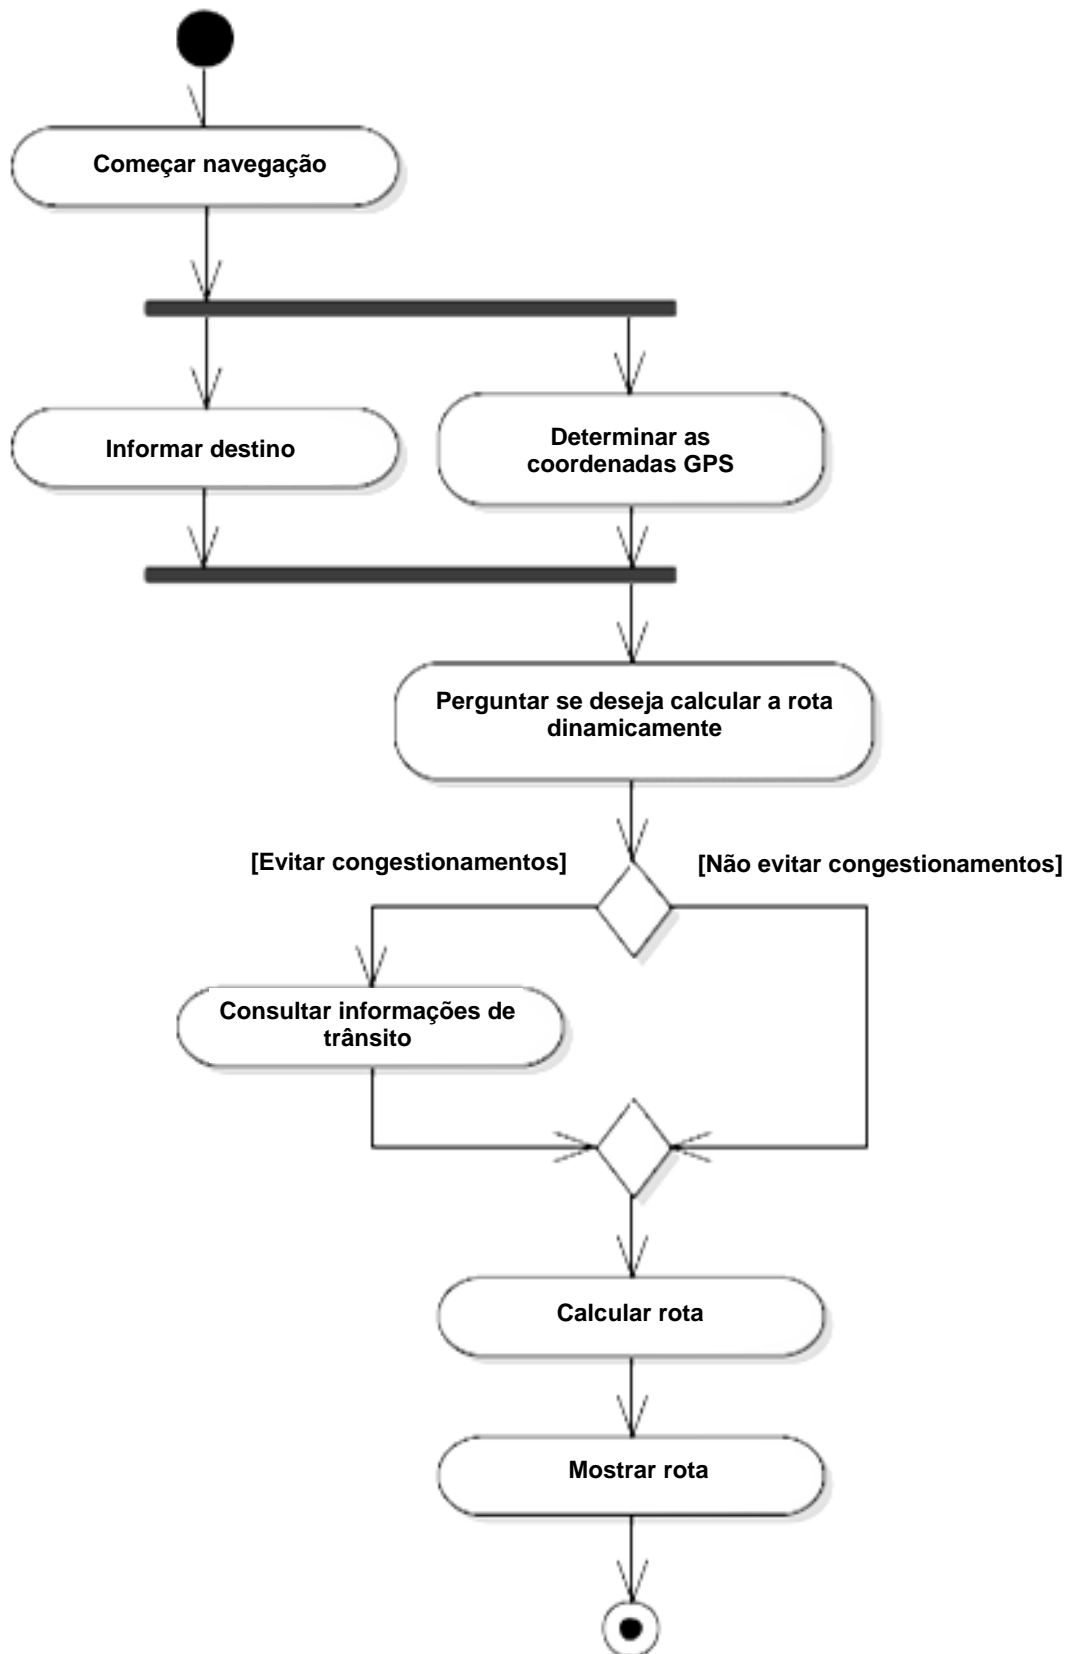 Começar navegação
Informar destino
Determinar as
coordenadas GPS
Perguntar se deseja calcular a rota
dinamicamente
[Evitar congestionamentos]
[Não evitar congestionamentos]
Consultar informações de
trânsito
Calcular rota
Mostrar rota